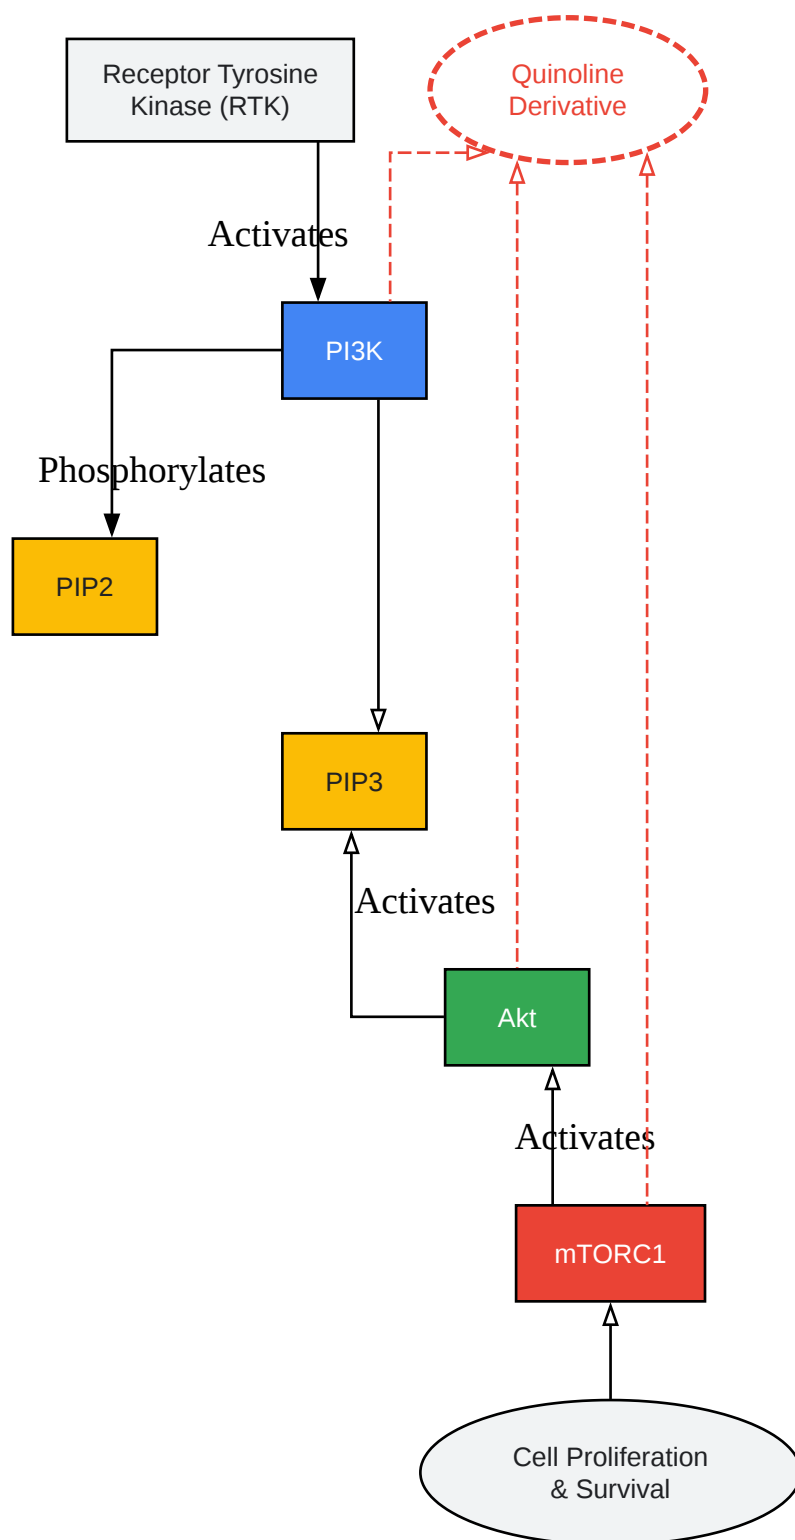 Receptor Tyrosine
Kinase (RTK)
Quinoline
Derivative
Activates
PI3K
Phosphorylates
PIP2
PIP3
Activates
Akt
Activates
mTORC1
Cell Proliferation
& Survival